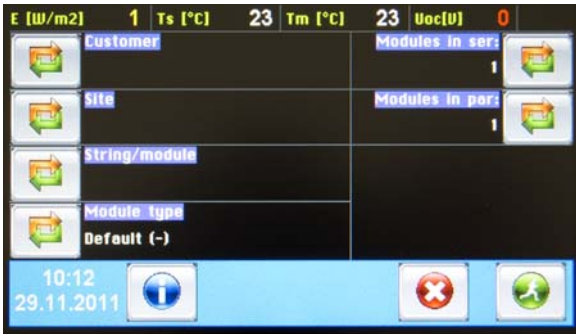 E [W/m2] 1 Ts [°C] 23 Tm [°C] 23 Uoc[V] 0
Customer
Modules in ser:
1
Site
Modules in par:
1
String/module
Module type
Default (-)
10:12
29.11.2011